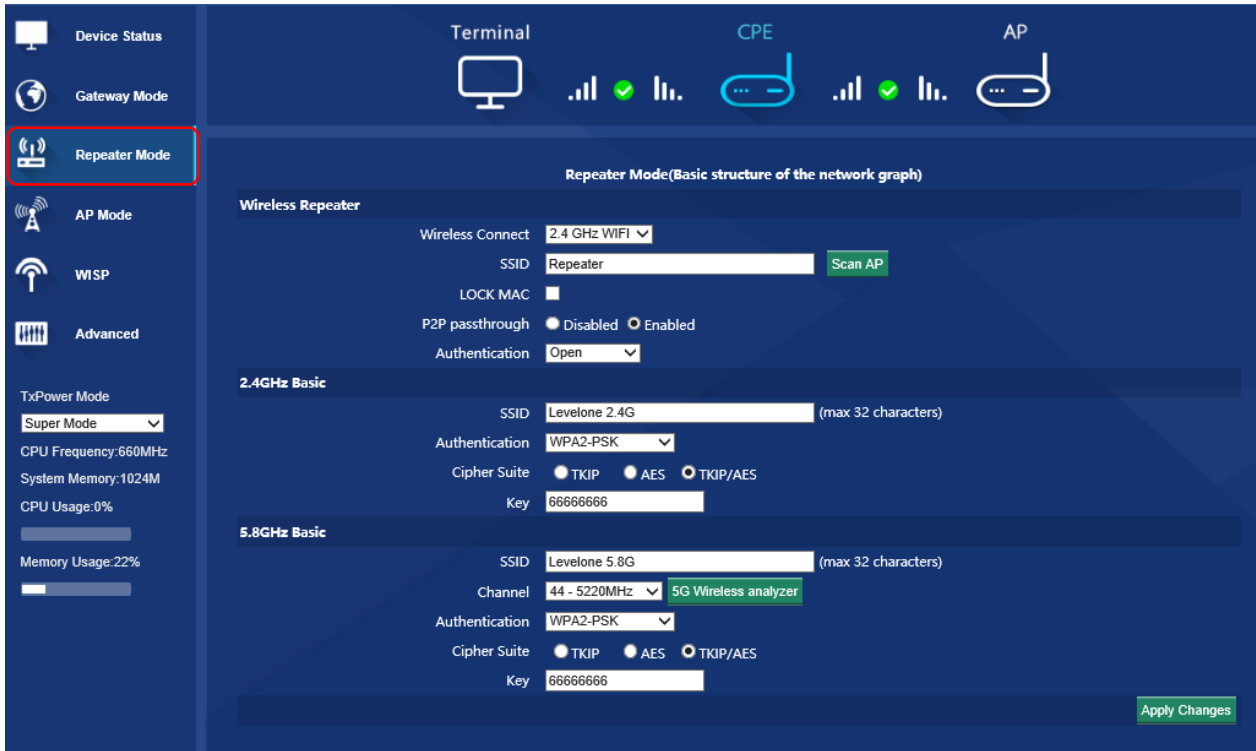 Device Status
Gateway Mode
Repeater Mode
AP Mode
WISP
Advanced
TxPower Mode
Super Mode
CPU Frequency:660MHz
System Memory:1024M
CPU Usage:0%
Memory Usage:22%
Terminal CPE AP
Repeater Mode(Basic structure of the network graph)
Wireless Repeater
Wireless Connect 2.4 GHz WIFI
SSID Repeater Scan AP
LOCK MAC
P2P passthrough Disabled Enabled
Authentication Open
2.4GHz Basic
SSID Levelone 2.4G (max 32 characters)
Authentication WPA2-PSK
Cipher Suite TKIP AES TKIP/AES
Key 66666666
5.8GHz Basic
SSID Levelone 5.8G (max 32 characters)
Channel 44 - 5220MHz 5G Wireless analyzer
Authentication WPA2-PSK
Cipher Suite TKIP AES TKIP/AES
Key 66666666
Apply Changes